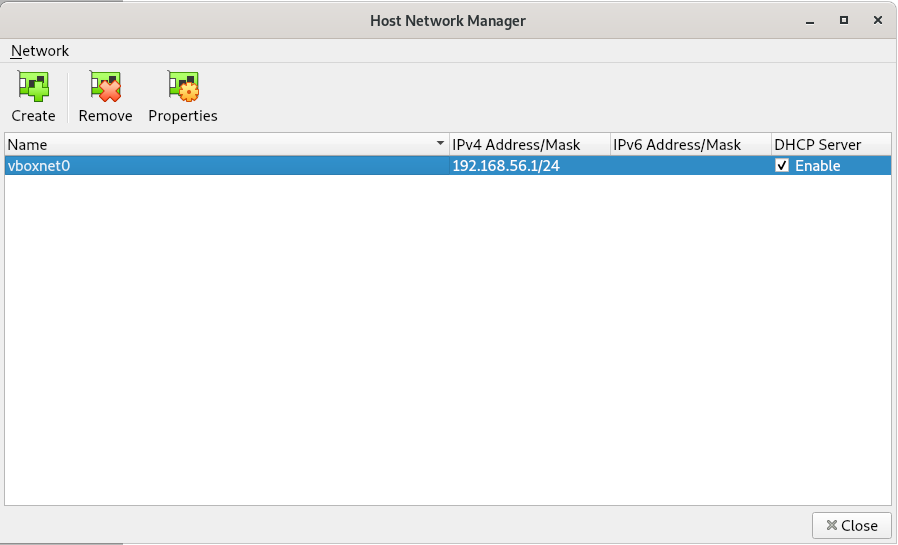 Host Network Manager
Network
Create Remove Properties
Name IPv4 Address/Mask IPv6 Address/Mask DHCP Server
vboxnet0 192.168.56.1/24 Enable
Close